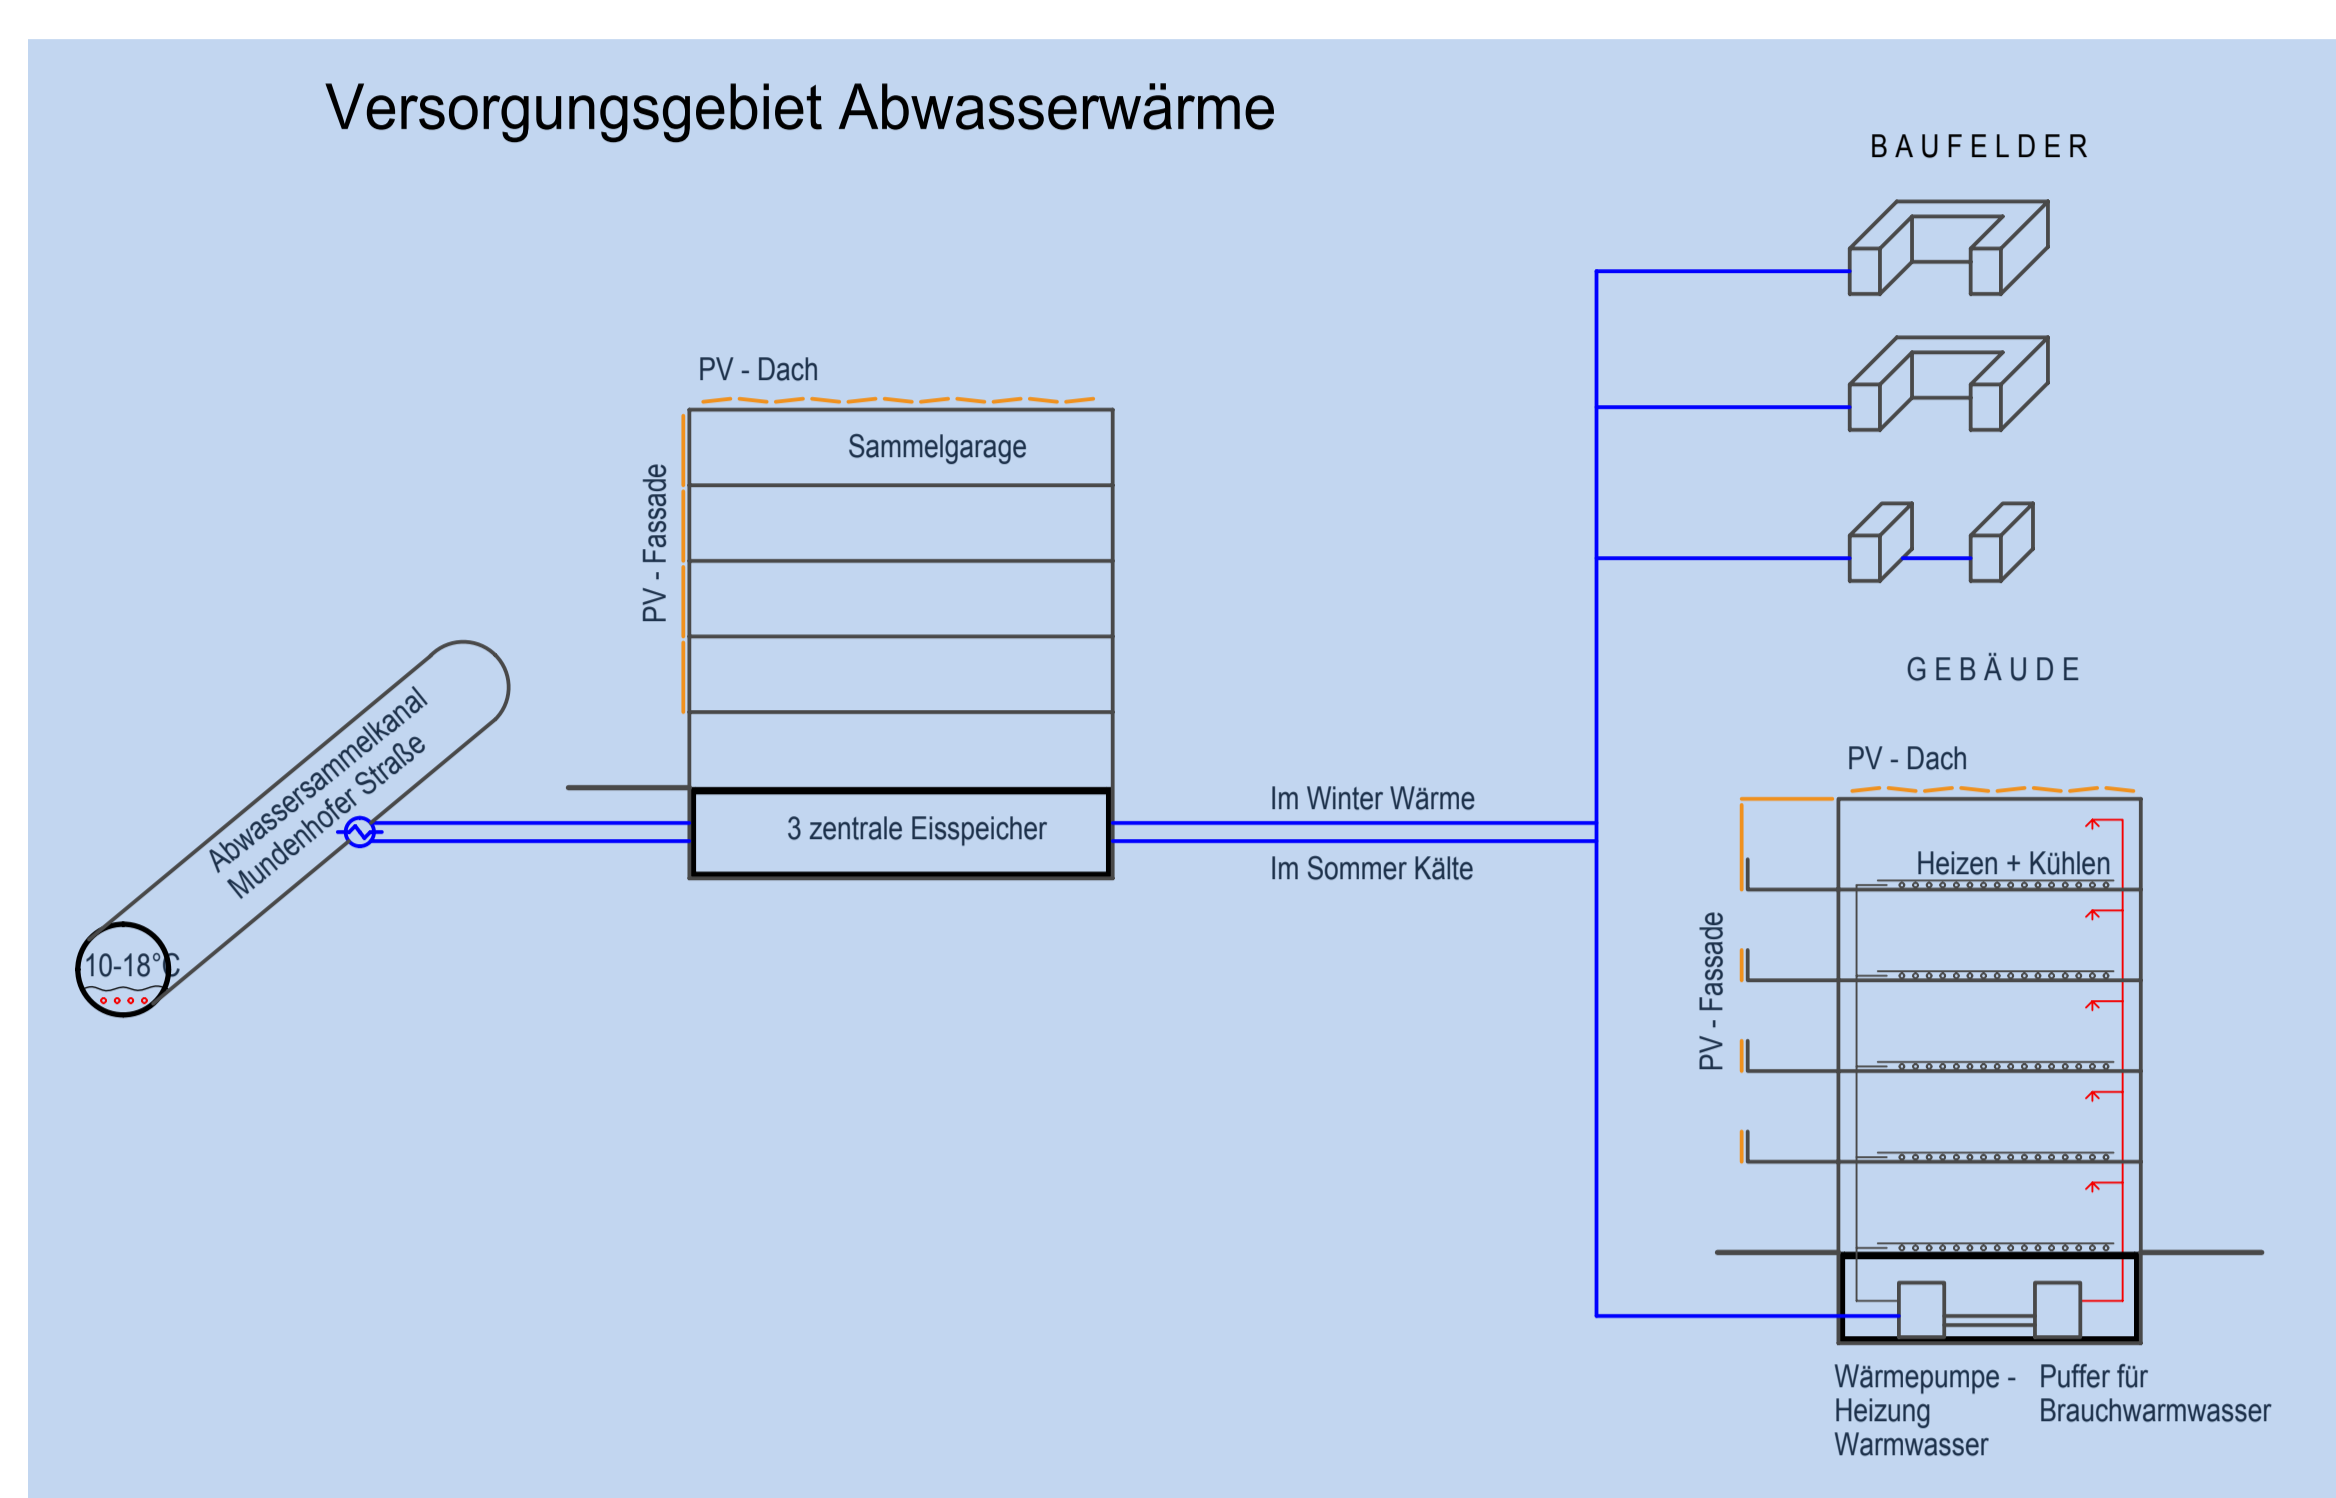 Versorgungsgebiet Abwasserwärme
BAUFELDER
PV - Dach
Sammelgarage
PV - Fassade
GEBÄUDE
Abwassersammelkanal
Mundenhofer Straße
10-18°C
3 zentrale Eisspeicher
Im Winter Wärme
Im Sommer Kälte
PV - Dach
Heizen + Kühlen
PV - Fassade
Wärmepumpe -
Heizung
Warmwasser
Puffer für
Brauchwarmwasser